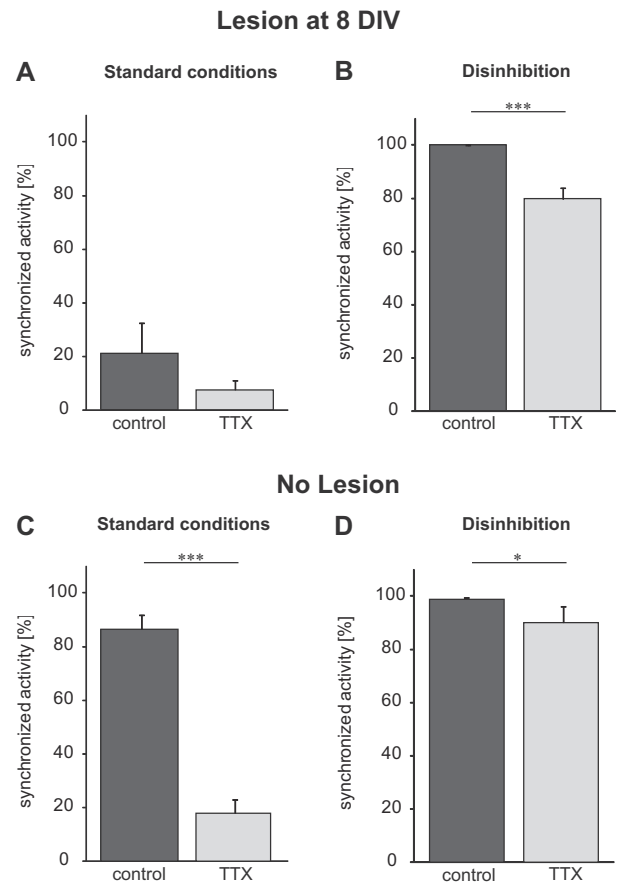 Lesion at 8 DIV
A Standard conditions
synchronized activity [%]
100
80
60
40
20
0
control TTX
B Disinhibition
***
synchronized activity [%]
100
80
60
40
20
0
control TTX
No Lesion
C Standard conditions
***
synchronized activity [%]
100
80
60
40
20
0
control TTX
D Disinhibition
*
synchronized activity [%]
100
80
60
40
20
0
control TTX